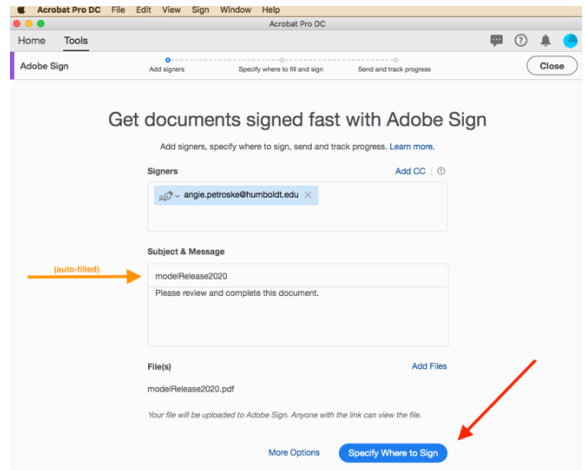 Acrobat Pro DC File Edit View Sign Window Help
Acrobat Pro DC
Home Tools
Adobe Sign
Add signers Specify where to fill and sign Send and track progress
Close
Get documents signed fast with Adobe Sign
Add signers, specify where to sign, send and track progress. Learn more.
Signers Add CC
angie.petroske@humboldt.edu
Subject & Message
(auto-filled)
modelRelease2020
Please review and complete this document.
File(s) Add Files
modelRelease2020.pdf
Your file will be uploaded to Adobe Sign. Anyone with the link can view the file.
More Options Specify Where to Sign